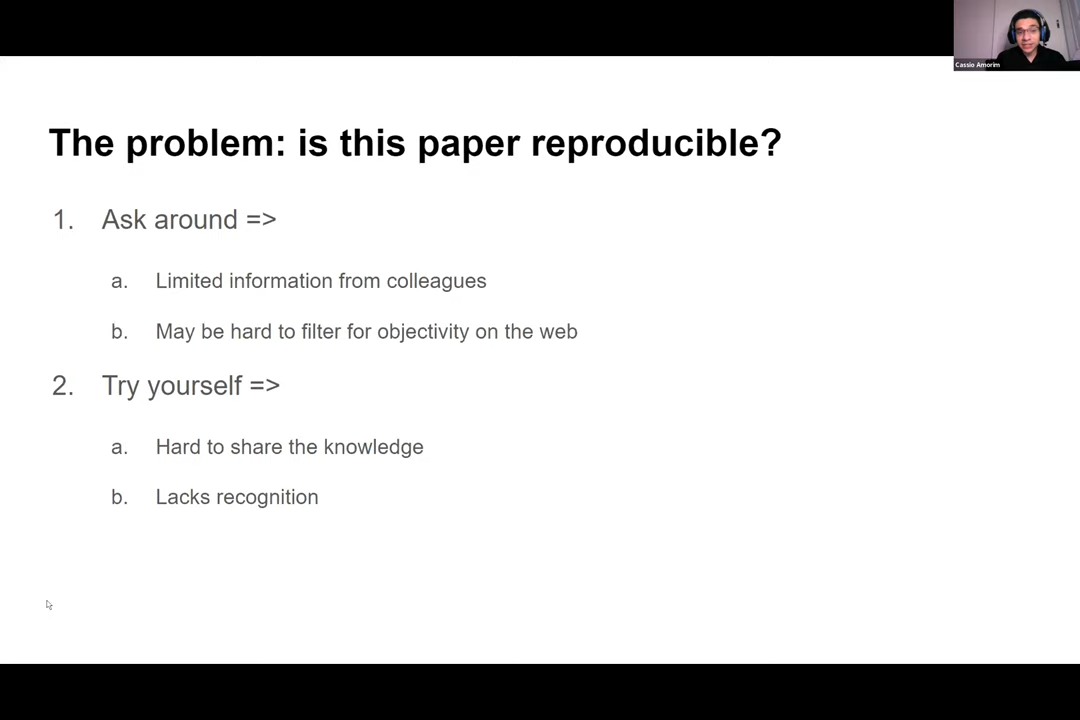 Cassio Amorim
The problem: is this paper reproducible?
1. Ask around =>
a. Limited information from colleagues
b. May be hard to filter for objectivity on the web
2. Try yourself =>
a. Hard to share the knowledge
b. Lacks recognition